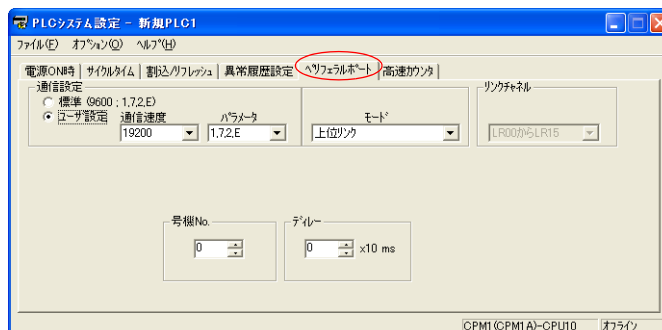 PLCシステム設定 - 新規PLC1
ファイル(F) オプション(O) ヘルプ(H)
電源ON時 サイクルタイム 割込/リフレッシュ 異常履歴設定 ペリフェラルポート 高速カウンタ
通信設定
標準 (9600 : 1,7,2,E)
ユーザ設定 通信速度 パラメータ モード リンクチャネル
19200 1,7,2,E 上位リンク LR00からLR15
号機No. ディレー
0 0 x10 ms
CPM1(CPM1A)-CPU10 オフライン